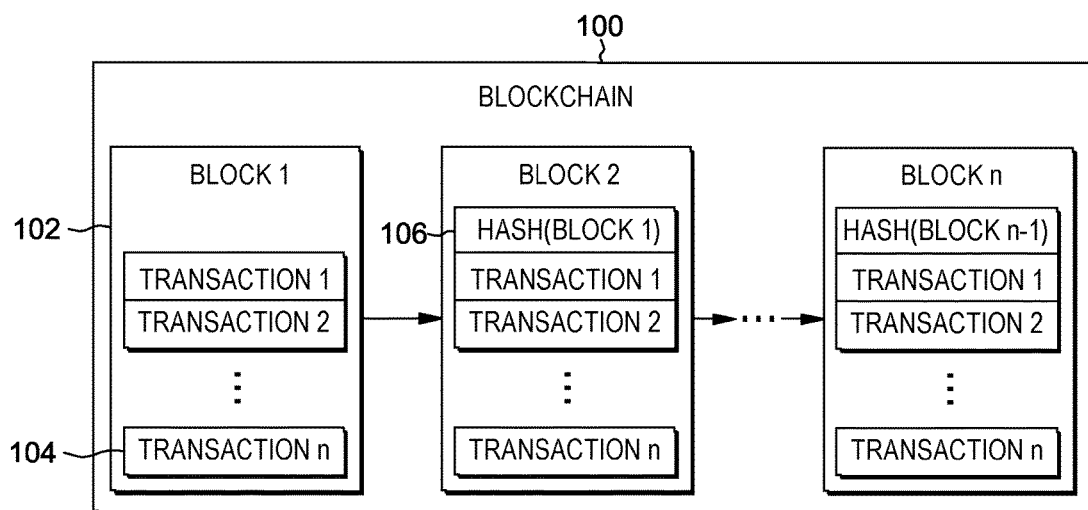 100
BLOCKCHAIN
BLOCK 1
102
TRANSACTION 1
TRANSACTION 2
⋮
104
TRANSACTION n
BLOCK 2
106
HASH(BLOCK 1)
TRANSACTION 1
TRANSACTION 2
⋮
TRANSACTION n
...
BLOCK n
HASH(BLOCK n-1)
TRANSACTION 1
TRANSACTION 2
⋮
TRANSACTION n